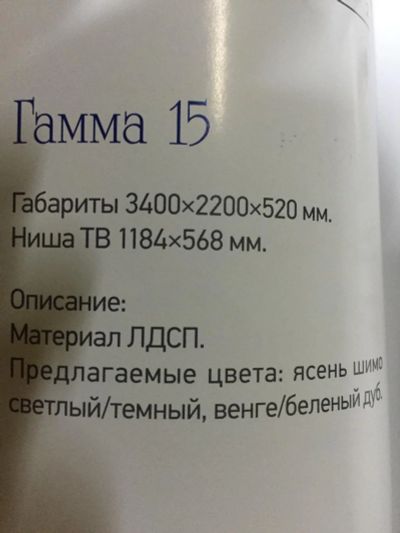 Гамма 15
Габариты 3400×2200×520 мм.
Ниша ТВ 1184×568 мм.
Описание:
Материал ЛДСП.
Предлагаемые цвета: ясень шимо
светлый/темный, венге/беленый дуб.